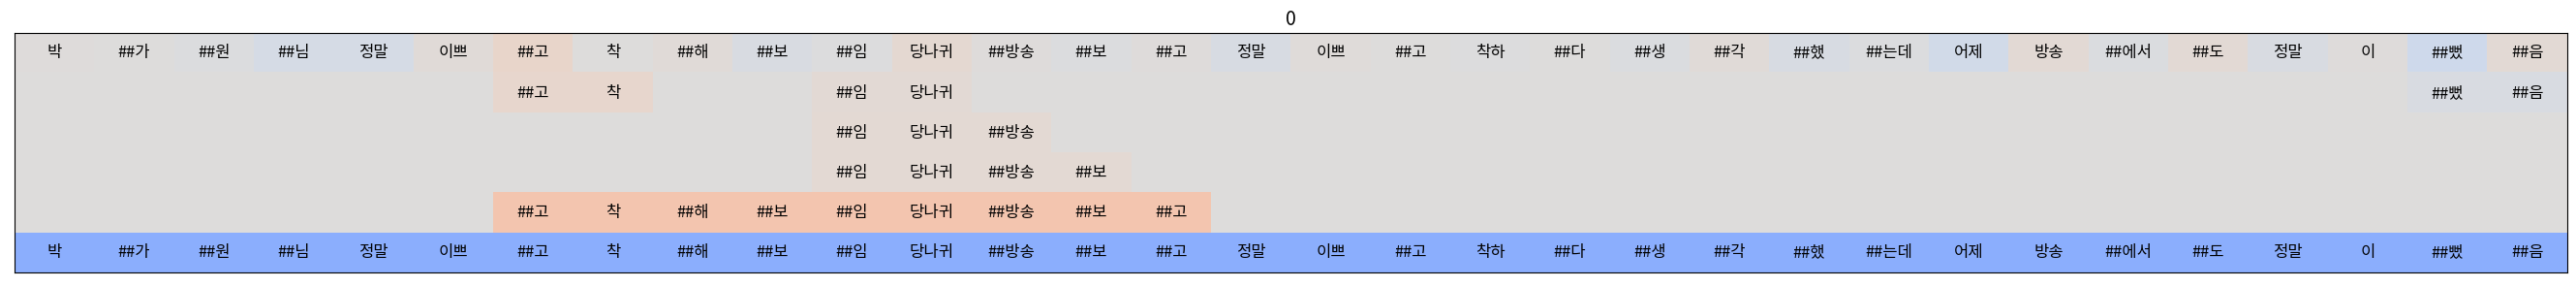 0
박 ##가 ##원 ##님 정말 이쁘 ##고 착 ##해 ##보 ##임 당나귀 ##방송 ##보 ##고 정말 이쁘 ##고 착하 ##다 ##생 ##각 ##했 ##는데 어제 방송 ##에서 ##도 정말 이 ##뻤 ##음
##고 착 ##임 당나귀 ##뻤 ##음
##임 당나귀 ##방송
##임 당나귀 ##방송 ##보
##고 착 ##해 ##보 ##임 당나귀 ##방송 ##보 ##고
박 ##가 ##원 ##님 정말 이쁘 ##고 착 ##해 ##보 ##임 당나귀 ##방송 ##보 ##고 정말 이쁘 ##고 착하 ##다 ##생 ##각 ##했 ##는데 어제 방송 ##에서 ##도 정말 이 ##뻤 ##음